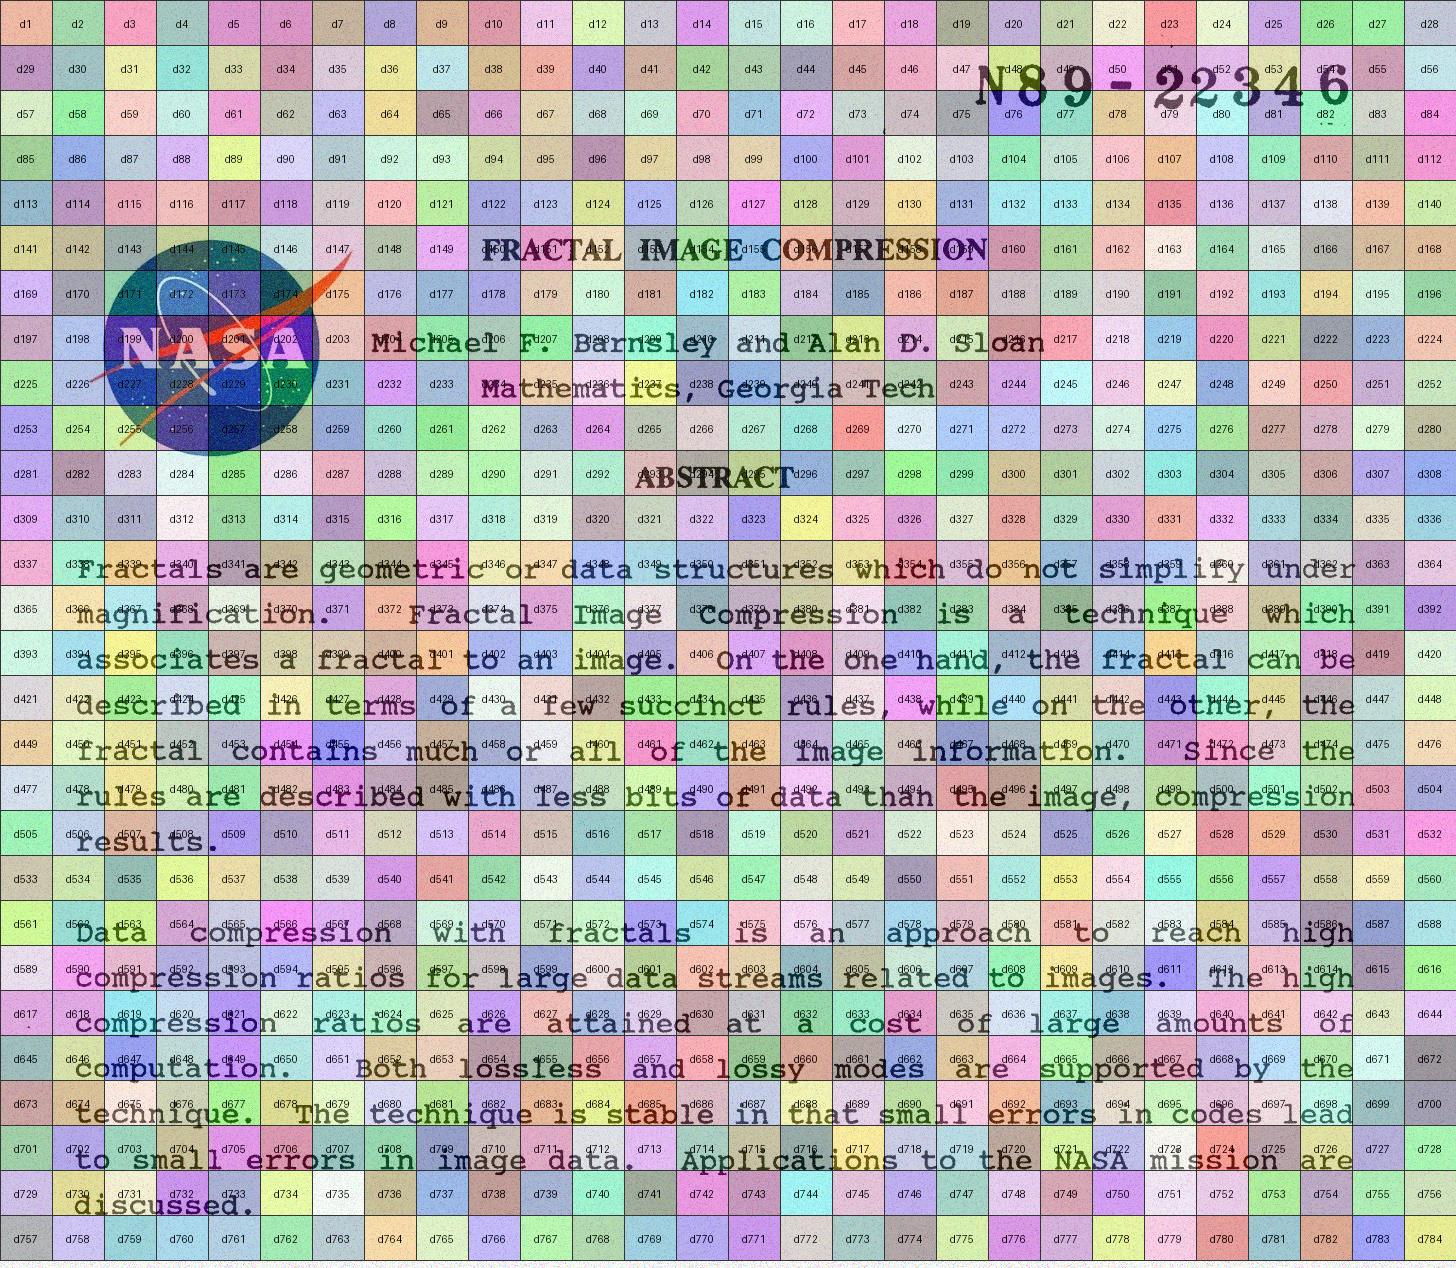 N89-22346
FRACTAL IMAGE COMPRESSION
NASA
Michael F. Barnsley and Alan D. Sloan
Mathematics, Georgia Tech
ABSTRACT
Fractals are geometric or data structures which do not simplify under
magnification. Fractal Image Compression is a technique which
associates a fractal to an image. On the one hand, the fractal can be
described in terms of a few succinct rules, while on the other, the
fractal contains much or all of the image information. Since the
rules are described with less bits of data than the image, compression
results.
Data compression with fractals is an approach to reach high
compression ratios for large data streams related to images. The high
compression ratios are attained at a cost of large amounts of
computation. Both lossless and lossy modes are supported by the
technique. The technique is stable in that small errors in codes lead
to small errors in image data. Applications to the NASA mission are
discussed.